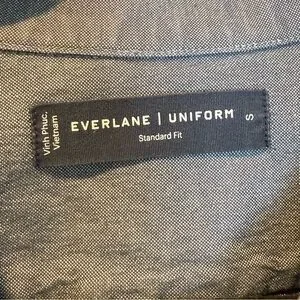 Vinh Phuc,
Vietnam
EVERLANE | UNIFORM
Standard Fit
S